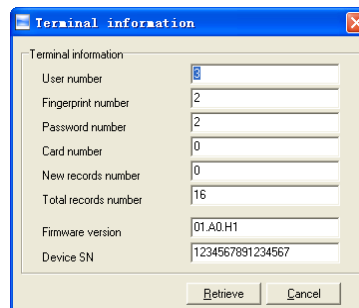 Terminal information
Terminal information
User number 3
Fingerprint number 2
Password number 2
Card number 0
New records number 0
Total records number 16
Firmware version 01.A0.H1
Device SN 1234567891234567
Retrieve Cancel